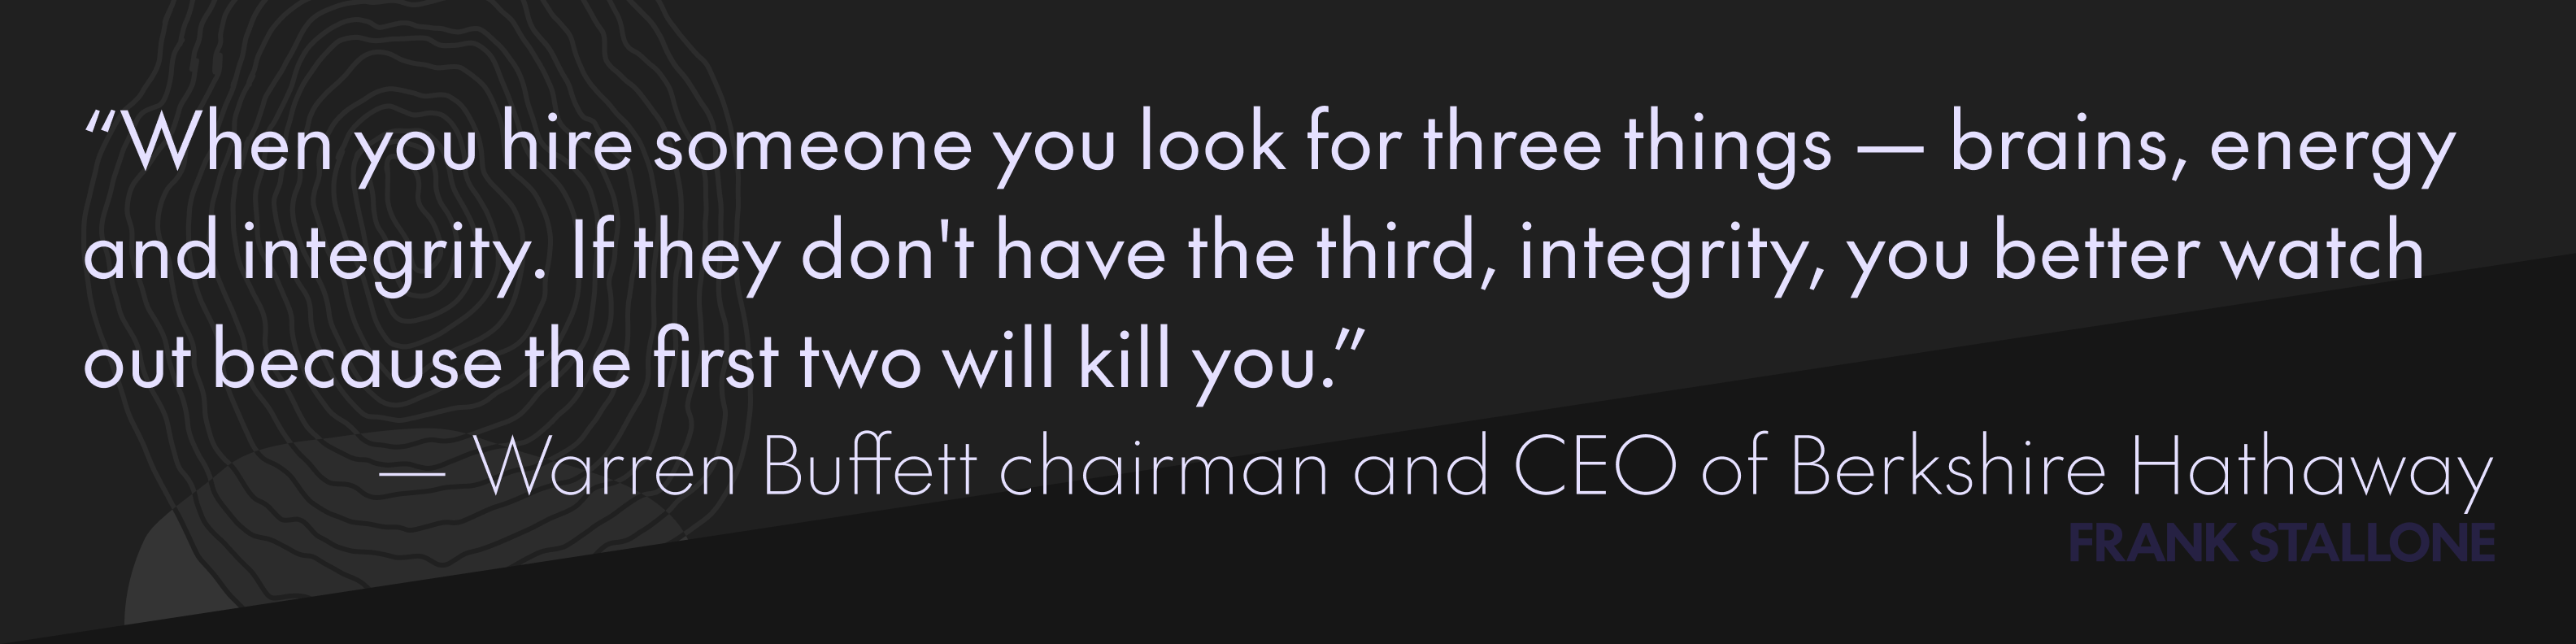 “When you hire someone you look for three things — brains, energy
and integrity. If they don't have the third, integrity, you better watch
out because the first two will kill you.”
— Warren Buffett chairman and CEO of Berkshire Hathaway
FRANK STALLONE